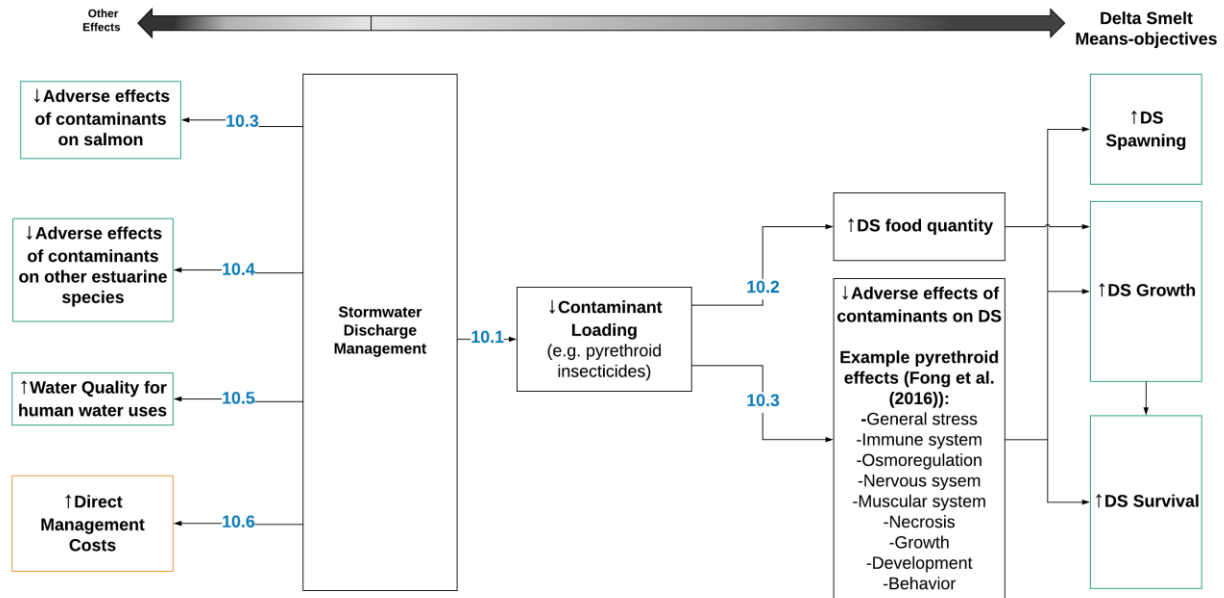 Other
Effects
Delta Smelt
Means-objectives
↓Adverse effects
of contaminants
on salmon
10.3
↓Adverse effects
of contaminants
on other estuarine
species
10.4
↑Water Quality for
human water uses
10.5
↑Direct
Management
Costs
10.6
Stormwater
Discharge
Management
10.1
↓Contaminant
Loading
(e.g. pyrethroid
insecticides)
10.2
10.3
↑DS food quantity
↓Adverse effects of
contaminants on DS
Example pyrethroid
effects (Fong et al.
(2016)):
-General stress
-Immune system
-Osmoregulation
-Nervous sysem
-Muscular system
-Necrosis
-Growth
-Development
-Behavior
↑DS
Spawning
↑DS Growth
↑DS Survival